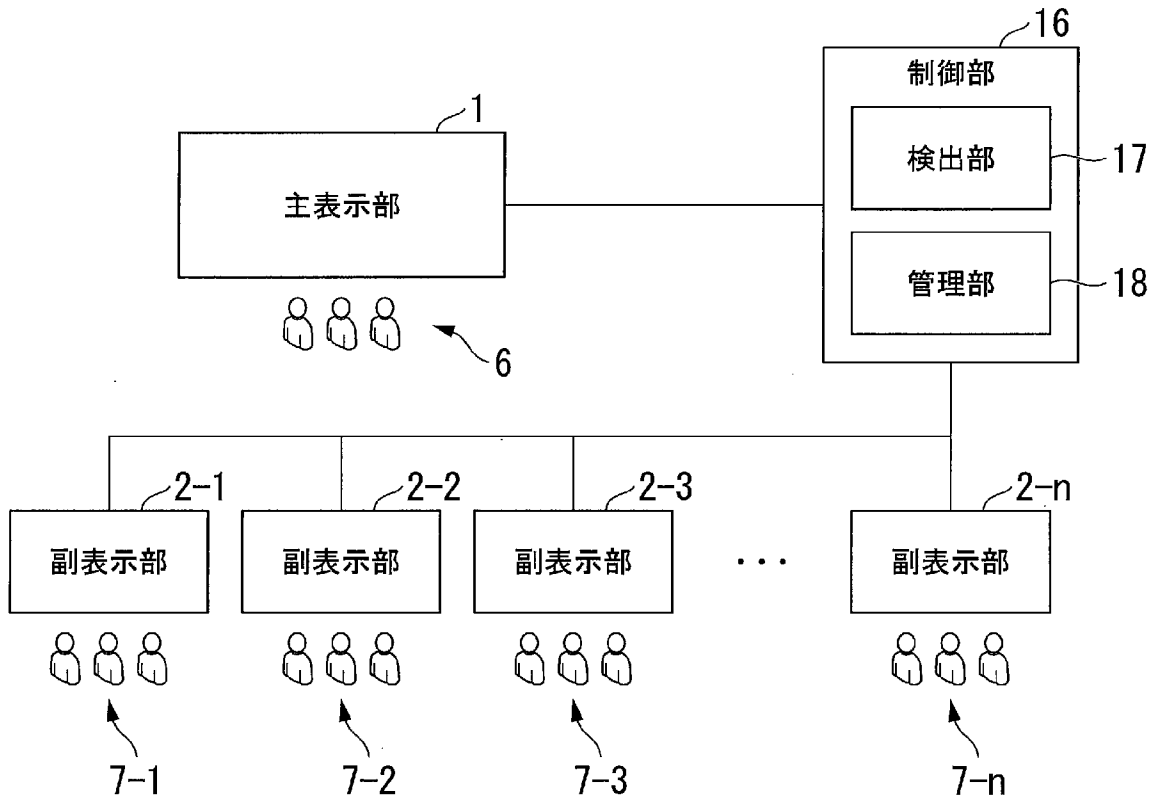 16
制御部
1
検出部
17
主表示部
管理部
18
6
2-1
2-2
2-3
2-n
副表示部
副表示部
副表示部
...
副表示部
7-1
7-2
7-3
7-n